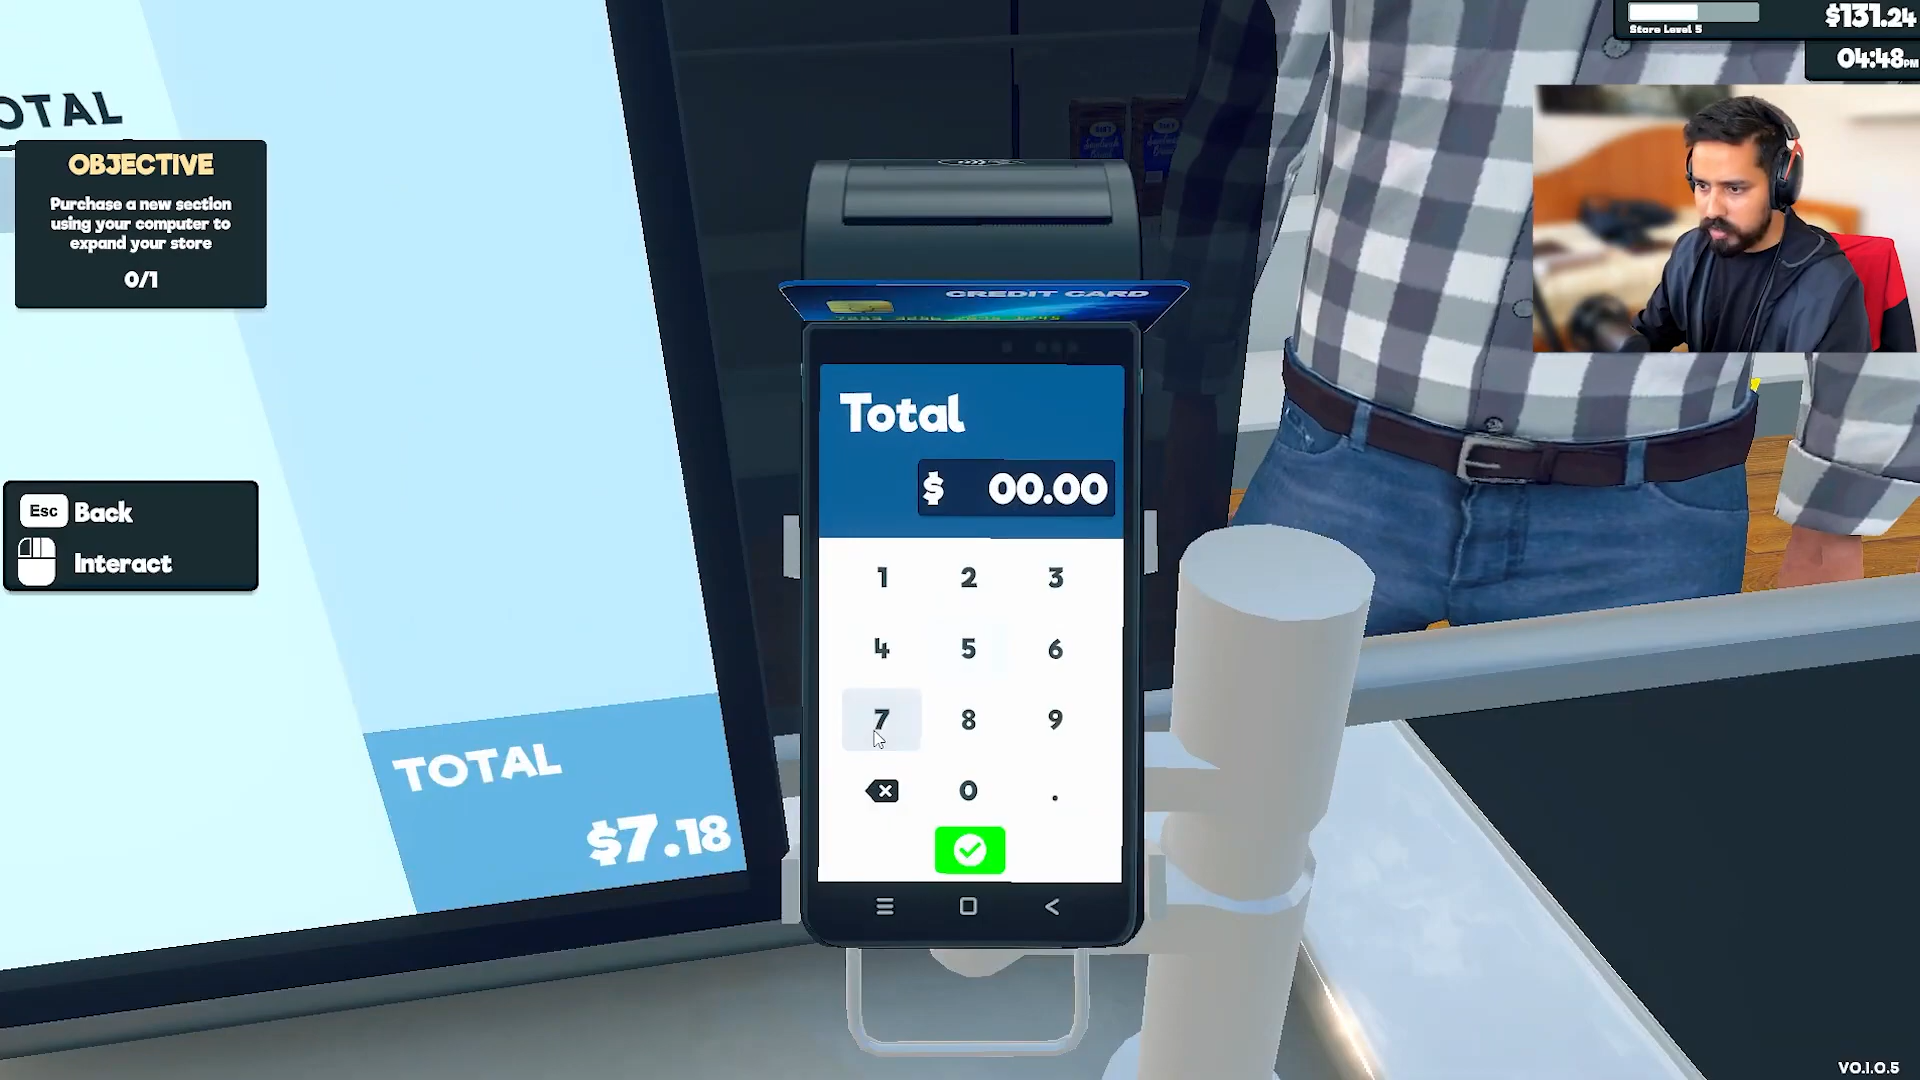 $131.24
Store Level 5
04:48PM
OTAL
OBJECTIVE
Purchase a new section
using your computer to
expand your store
0/1
CREDIT CARD
Total
$ 00.00
Esc Back
Interact
1 2 3
4 5 6
7 8 9
0 .
TOTAL
$7.18
V0.1.0.5